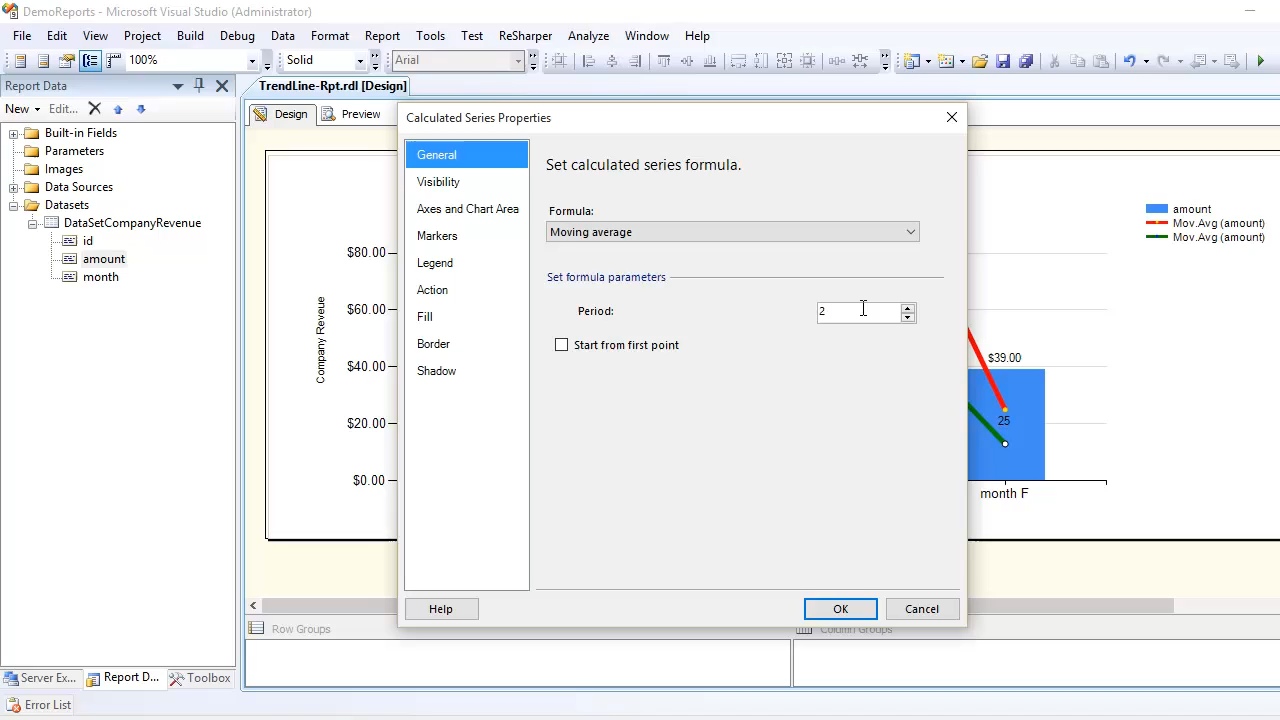 DemoReports - Microsoft Visual Studio (Administrator)
File Edit View Project Build Debug Data Format Report Tools Test ReSharper Analyze Window Help
100% Solid Arial
Report Data
TrendLine-Rpt.rdl [Design]
New Edit...
Design Preview
Built-in Fields
Parameters
Images
Data Sources
Datasets
DataSetCompanyRevenue
id
amount
month
Company Reveue
$80.00
$60.00
$40.00
$20.00
$0.00
Calculated Series Properties
General
Visibility
Axes and Chart Area
Markers
Legend
Action
Fill
Border
Shadow
Set calculated series formula.
Formula:
Moving average
Set formula parameters
Period:
2
Start from first point
Help OK Cancel
amount
Mov.Avg (amount)
Mov.Avg (amount)
$39.00
25
month F
Row Groups
Column Groups
Server Ex... Report D... Toolbox
Error List